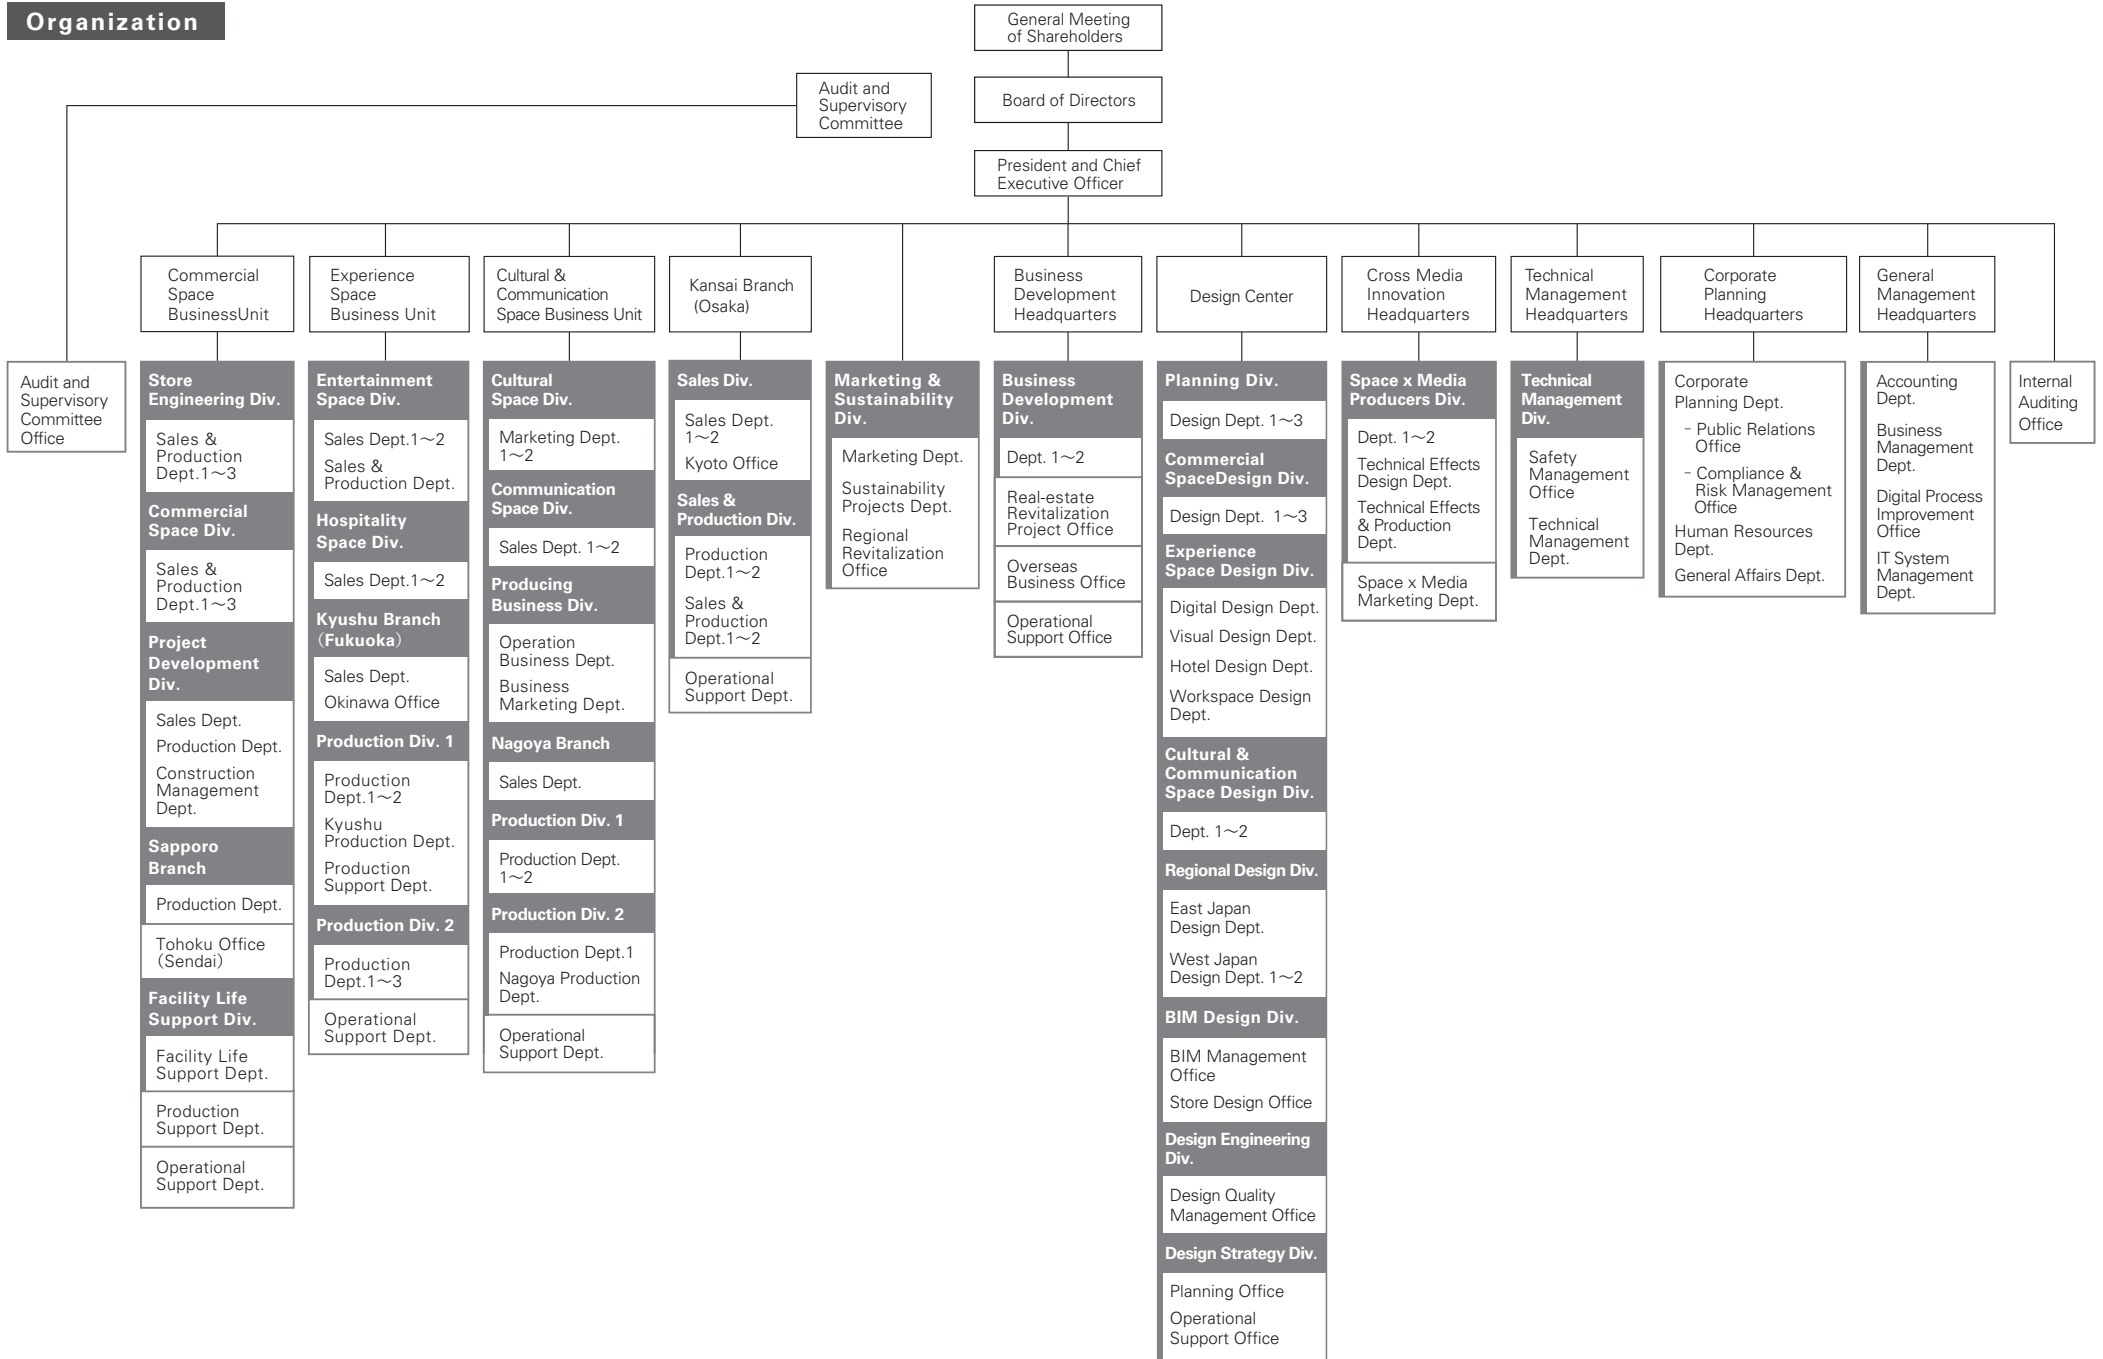 Organization
General Meeting
of Shareholders
Audit and
Supervisory
Committee
Board of Directors
President and Chief
Executive Officer
Audit and
Supervisory
Committee
Office
Commercial
Space
BusinessUnit
Store
Engineering Div.
Sales &
Production
Dept.1～3
Commercial
Space Div.
Sales &
Production
Dept.1～3
Project
Development
Div.
Sales Dept.
Production Dept.
Construction
Management
Dept.
Sapporo
Branch
Production Dept.
Tohoku Office
（Sendai）
Facility Life
Support Div.
Facility Life
Support Dept.
Production
Support Dept.
Operational
Support Dept.
Experience
Space
Business Unit
Entertainment
Space Div.
Sales Dept.1～2
Sales &
Production Dept.
Hospitality
Space Div.
Sales Dept.1～2
Kyushu Branch
（Fukuoka）
Sales Dept.
Okinawa Office
Production Div. 1
Production
Dept.1～2
Kyushu
Production Dept.
Production
Support Dept.
Production Div. 2
Production
Dept.1～3
Operational
Support Dept.
Cultural &
Communication
Space Business Unit
Cultural
Space Div.
Marketing Dept.
1～2
Communication
Space Div.
Sales Dept. 1～2
Producing
Business Div.
Operation
Business Dept.
Business
Marketing Dept.
Nagoya Branch
Sales Dept.
Production Div. 1
Production Dept.
1～2
Production Div. 2
Production Dept.1
Nagoya Production
Dept.
Operational
Support Dept.
Kansai Branch
(Osaka)
Sales Div.
Sales Dept.
1～2
Kyoto Office
Sales &
Production Div.
Production
Dept.1～2
Sales &
Production
Dept.1～2
Operational
Support Dept.
Marketing &
Sustainability
Div.
Marketing Dept.
Sustainability
Projects Dept.
Regional
Revitalization
Office
Business
Development
Headquarters
Business
Development
Div.
Dept. 1～2
Real-estate
Revitalization
Project Office
Overseas
Business Office
Operational
Support Office
Design Center
Planning Div.
Design Dept. 1～3
Commercial
SpaceDesign Div.
Design Dept. 1～3
Experience
Space Design Div.
Digital Design Dept.
Visual Design Dept.
Hotel Design Dept.
Workspace Design
Dept.
Cultural &
Communication
Space Design Div.
Dept. 1～2
Regional Design Div.
East Japan
Design Dept.
West Japan
Design Dept. 1～2
BIM Design Div.
BIM Management
Office
Store Design Office
Design Engineering
Div.
Design Quality
Management Office
Design Strategy Div.
Planning Office
Operational
Support Office
Cross Media
Innovation
Headquarters
Space x Media
Producers Div.
Dept. 1～2
Technical Effects
Design Dept.
Technical Effects
& Production
Dept.
Space x Media
Marketing Dept.
Technical
Management
Headquarters
Technical
Management
Div.
Safety
Management
Office
Technical
Management
Dept.
Corporate
Planning
Headquarters
Corporate
Planning Dept.
− Public Relations
Office
− Compliance &
Risk Management
Office
Human Resources
Dept.
General Affairs Dept.
General
Management
Headquarters
Accounting
Dept.
Business
Management
Dept.
Digital Process
Improvement
Office
IT System
Management
Dept.
Internal
Auditing
Office